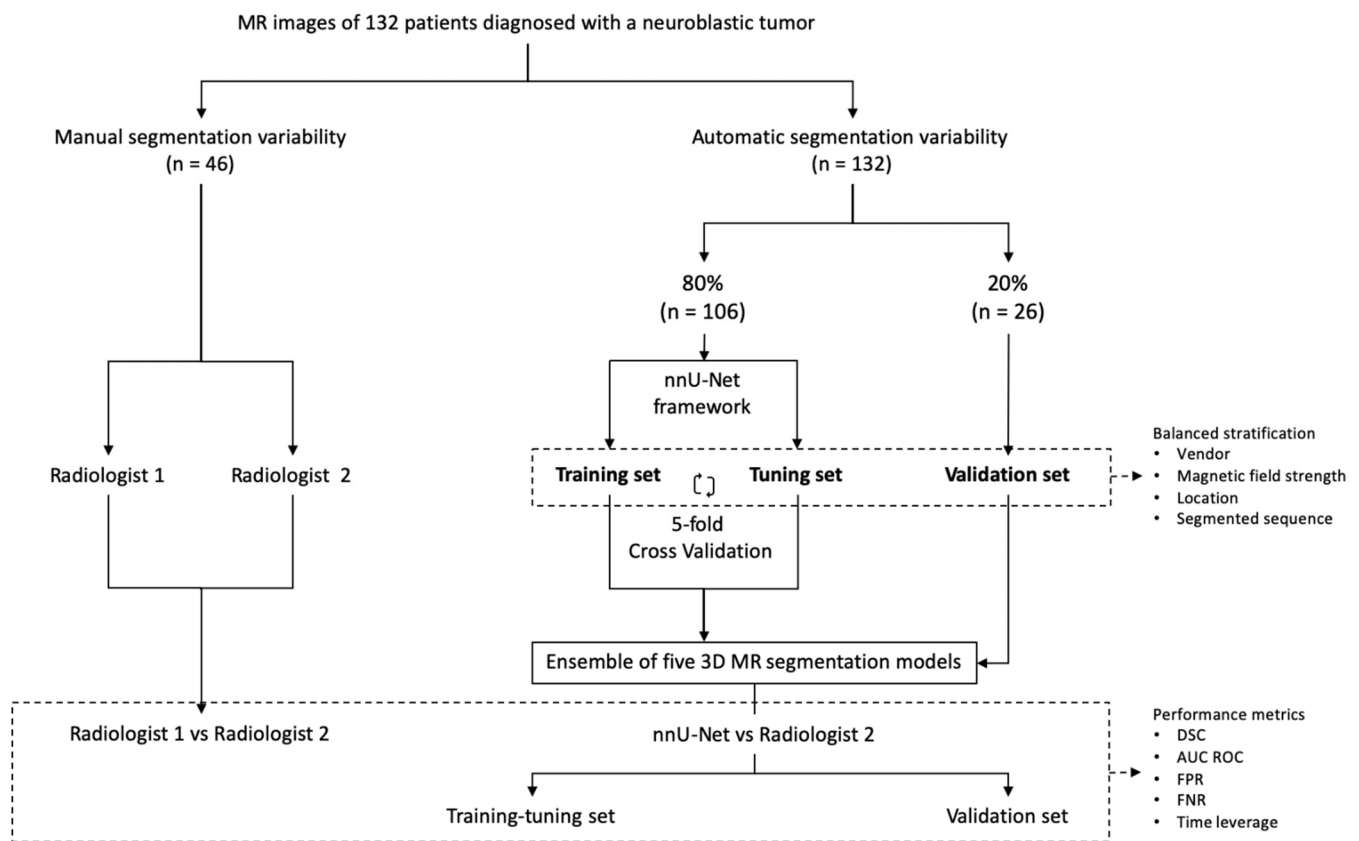 MR images of 132 patients diagnosed with a neuroblastic tumor
Manual segmentation variability
(n = 46)
Automatic segmentation variability
(n = 132)
80%
(n = 106)
20%
(n = 26)
nnU-Net
framework
Radiologist 1
Radiologist 2
Training set
Tuning set
Validation set
5-fold
Cross Validation
Balanced stratification
• Vendor
• Magnetic field strength
• Location
• Segmented sequence
Ensemble of five 3D MR segmentation models
Radiologist 1 vs Radiologist 2
nnU-Net vs Radiologist 2
Training-tuning set
Validation set
Performance metrics
• DSC
• AUC ROC
• FPR
• FNR
• Time leverage